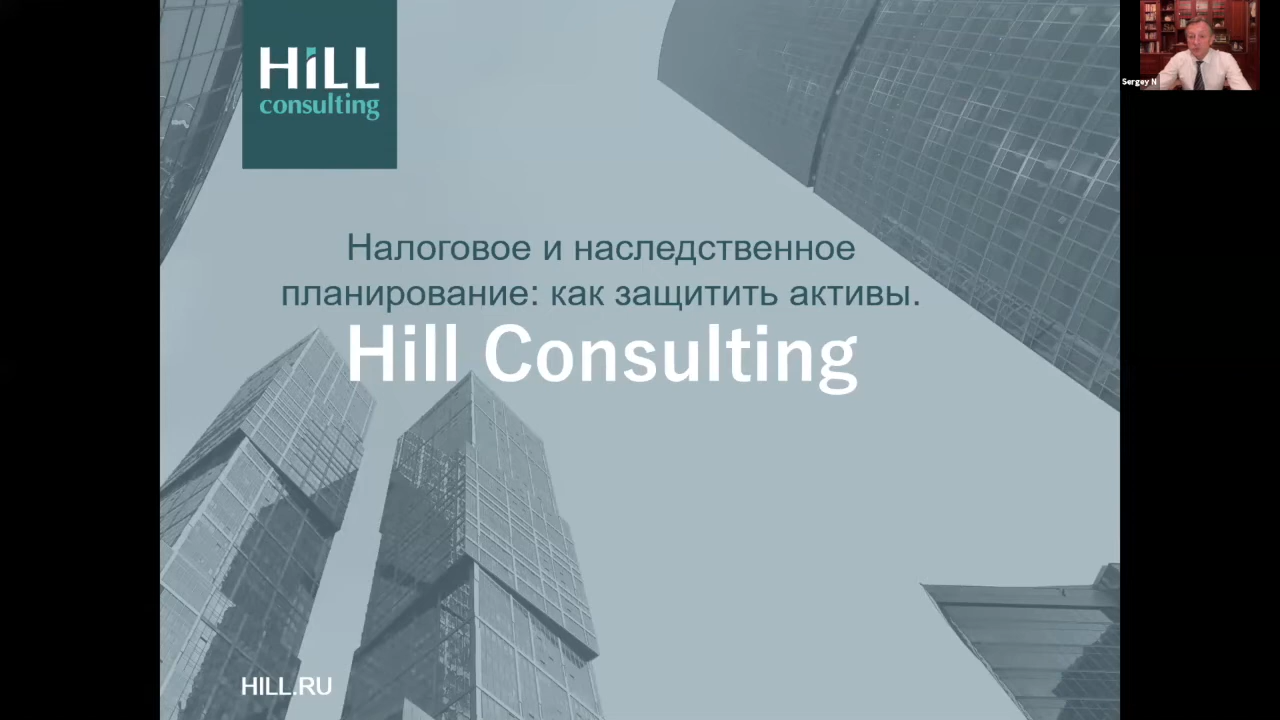 HiLL
consulting
Sergey N
Налоговое и наследственное
планирование: как защитить активы.
Hill Consulting
HILL.RU